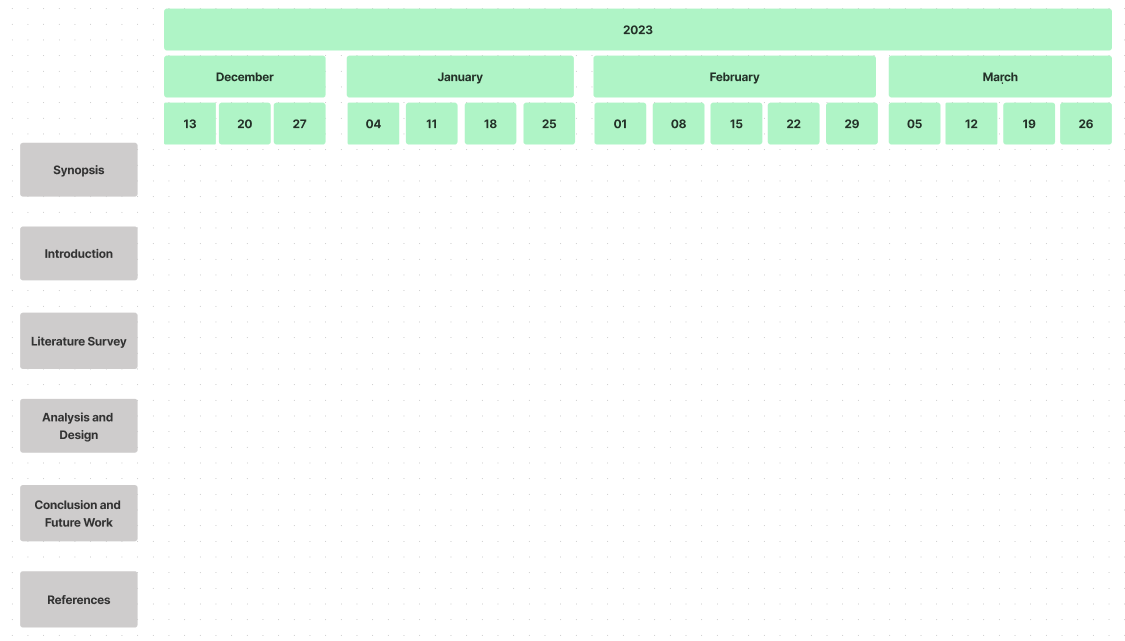 2023
December January February March
13 20 27 04 11 18 25 01 08 15 22 29 05 12 19 26
Synopsis
Introduction
Literature Survey
Analysis and
Design
Conclusion and
Future Work
References